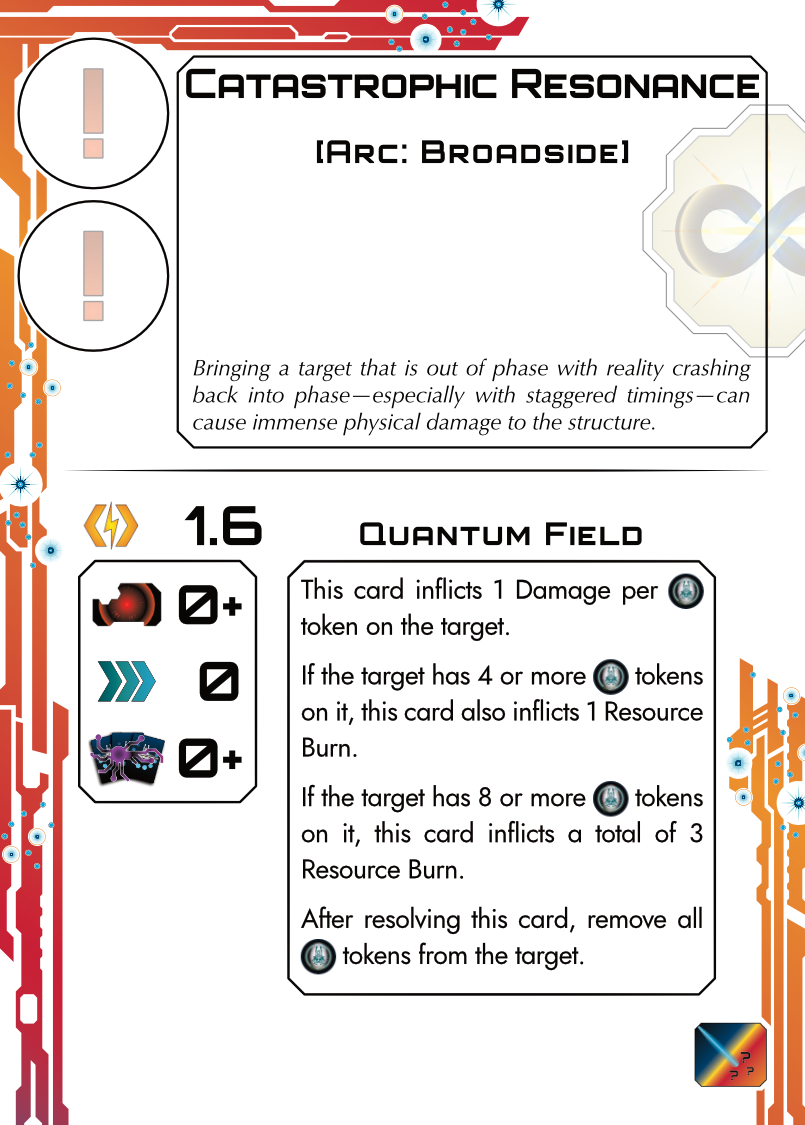 Catastrophic Resonance
[Arc: Broadside]
!
!
Bringing a target that is out of phase with reality crashing
back into phase—especially with staggered timings—can
cause immense physical damage to the structure.
1.6
Quantum Field
0+
0
0+
This card inflicts 1 Damage per
token on the target.
If the target has 4 or more tokens
on it, this card also inflicts 1 Resource
Burn.
If the target has 8 or more tokens
on it, this card inflicts a total of 3
Resource Burn.
After resolving this card, remove all
tokens from the target.
? ? ?